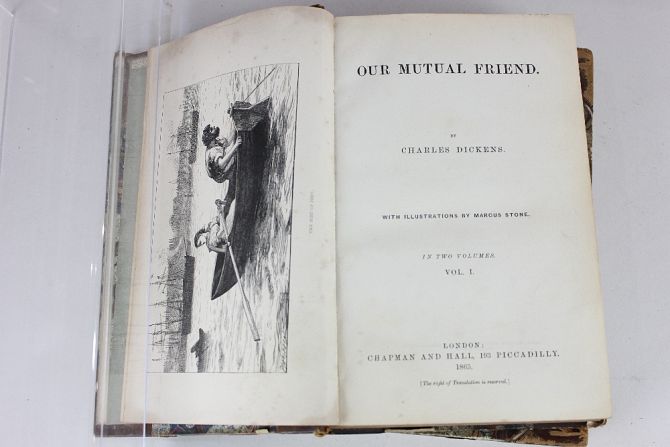 OUR MUTUAL FRIEND.
BY
CHARLES DICKENS.
WITH ILLUSTRATIONS BY MARCUS STONE.
IN TWO VOLUMES.
VOL. I.
LONDON:
CHAPMAN AND HALL, 193 PICCADILLY.
1865.
[The right of Translation is reserved.]